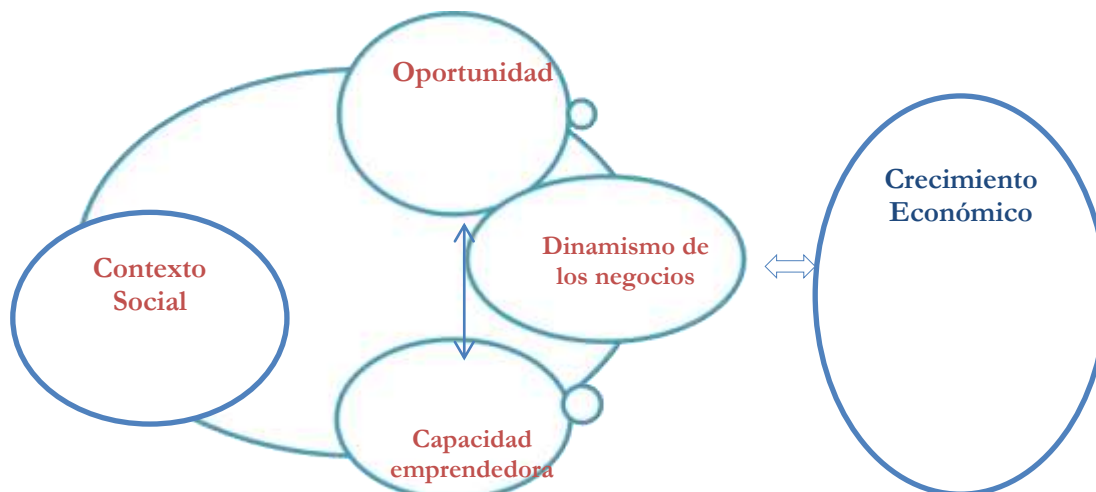 Oportunidad
Contexto
Social
Dinamismo de
los negocios
Capacidad
emprendedora
Crecimiento
Económico